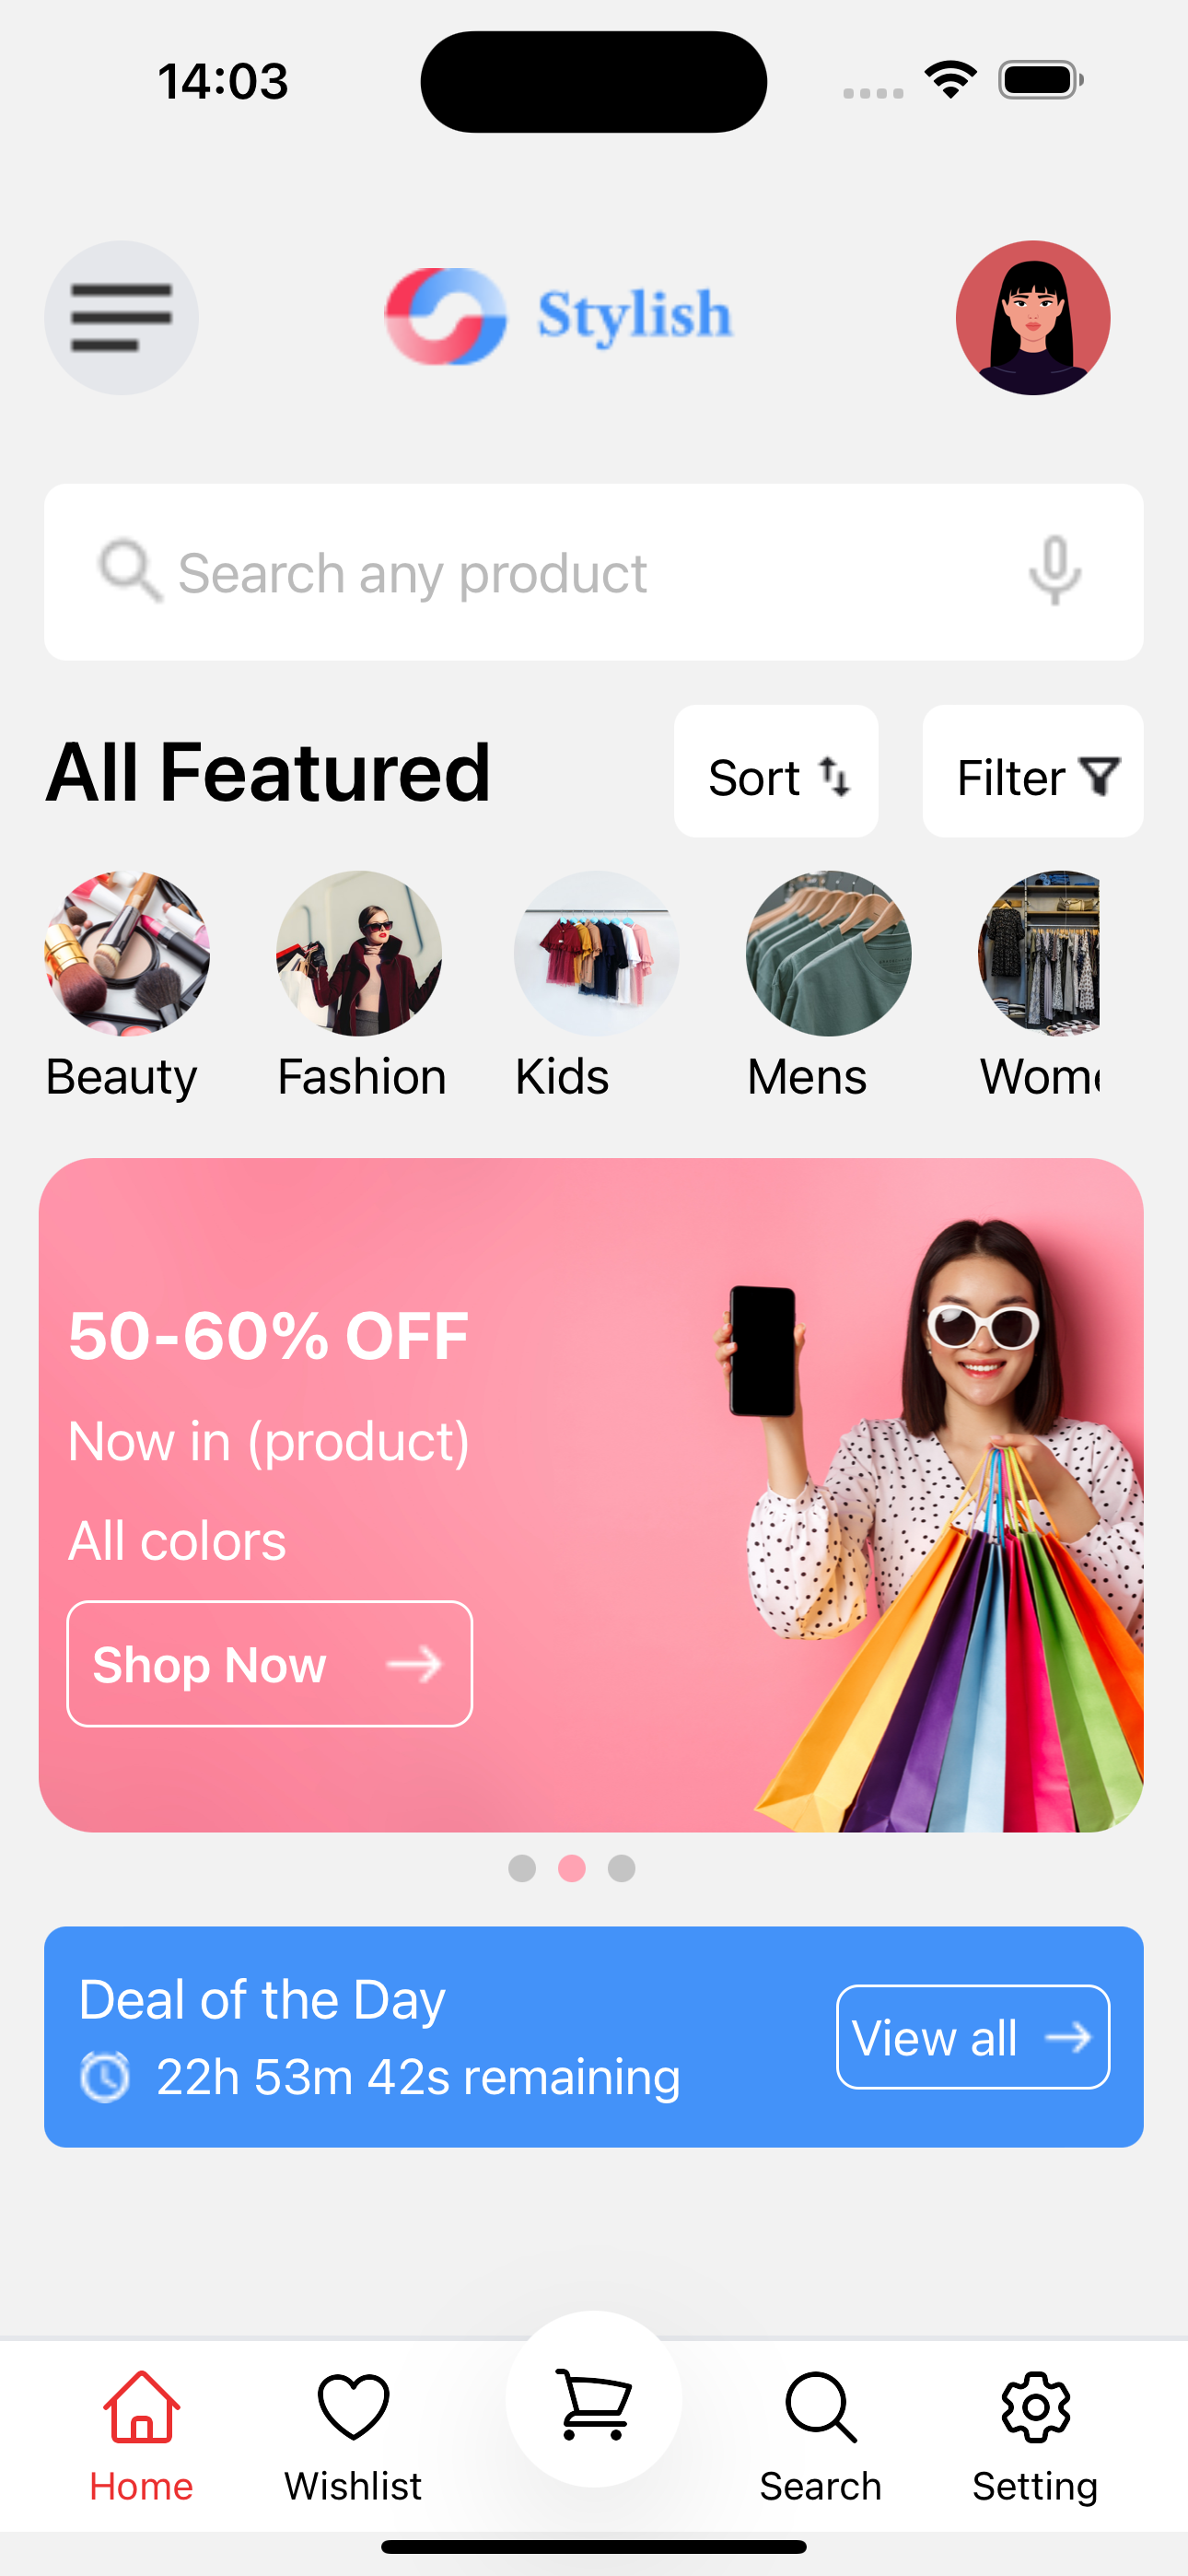 14:03
Stylish
Search any product
All Featured
Sort
Filter
Beauty
Fashion
Kids
Mens
Wome
50-60% OFF
Now in (product)
All colors
Shop Now
Deal of the Day
22h 53m 42s remaining
View all
Home
Wishlist
Search
Setting